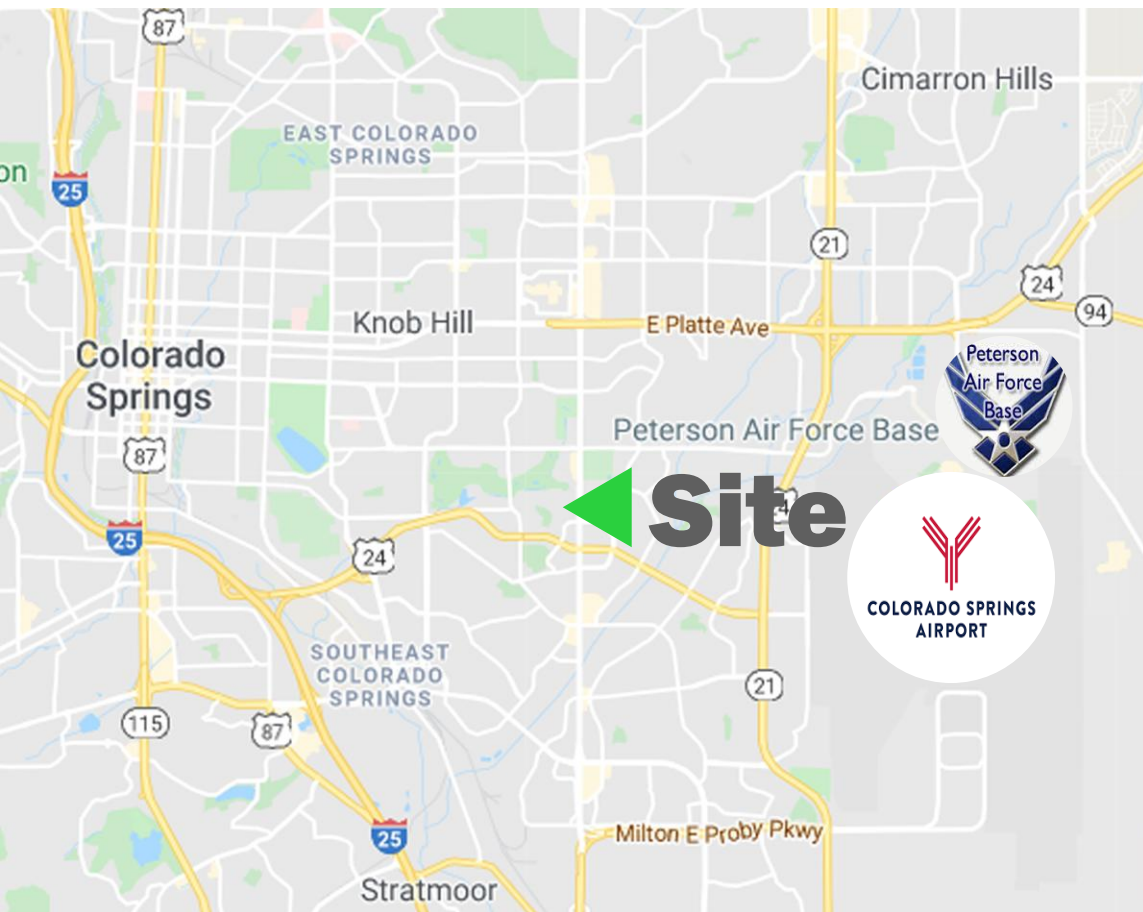 87
Cimarron Hills
EAST COLORADO
SPRINGS
on
25
21
24
94
Knob Hill
E Platte Ave
Colorado
Springs
Peterson
Air Force
Base
Peterson Air Force Base
87
Site
25
24
COLORADO SPRINGS
AIRPORT
SOUTHEAST
COLORADO
SPRINGS
21
115
87
25
Milton E Proby Pkwy
Stratmoor